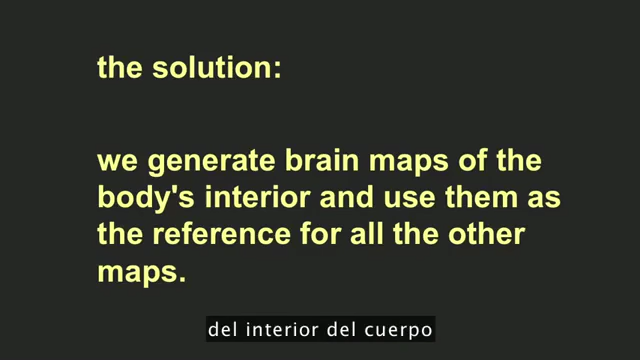 the solution:
we generate brain maps of the
body's interior and use them as
the reference for all the other
maps.
del interior del cuerpo